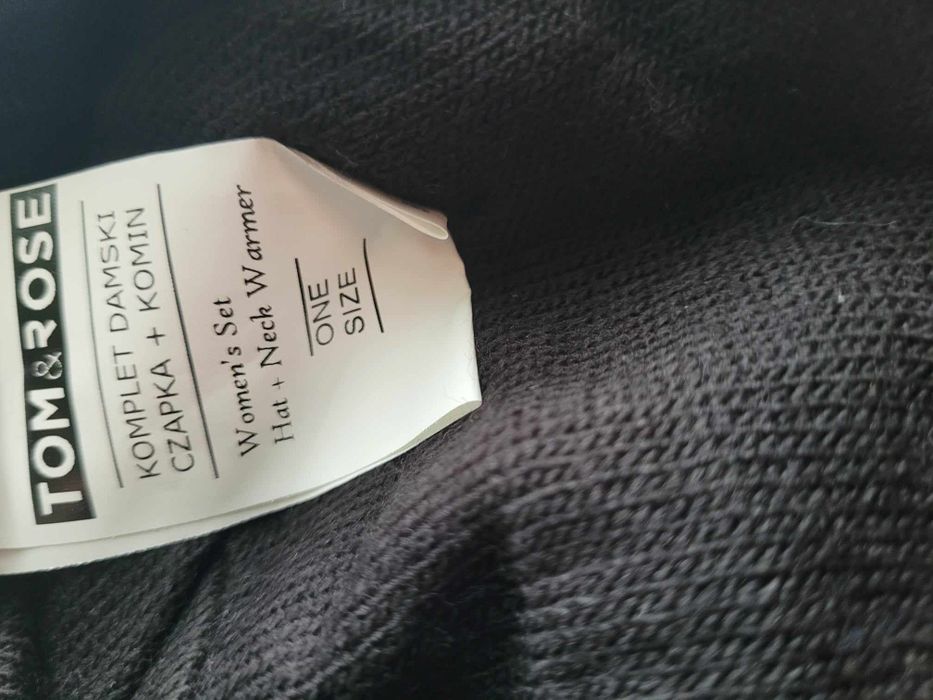 TOM&ROSE
KOMPLET DAMSKI
CZAPKA + KOMIN
Women's Set
Hat + Neck Warmer
ONE
SIZE